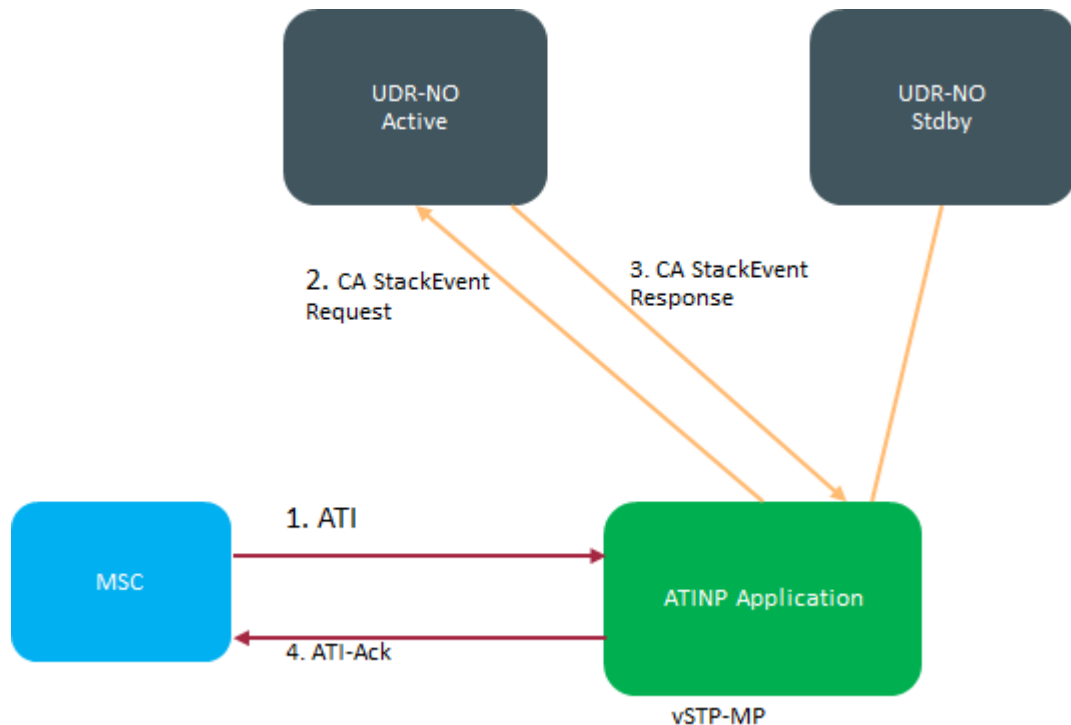 UDR-NO
Active
UDR-NO
Stdby
2. CA StackEvent
Request
3. CA StackEvent
Response
1. ATI
MSC
ATINP Application
4. ATI-Ack
vSTP-MP